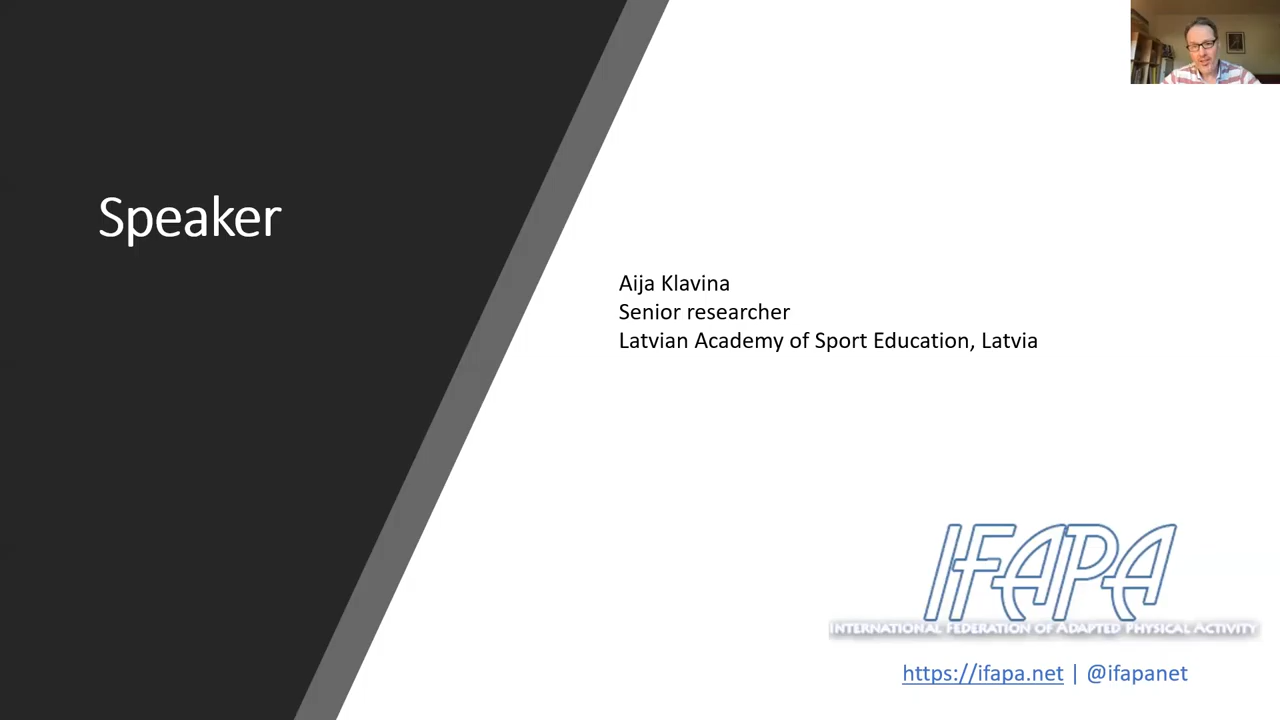 Speaker
Aija Klavina
Senior researcher
Latvian Academy of Sport Education, Latvia
IFAPA
INTERNATIONAL FEDERATION OF ADAPTED PHYSICAL ACTIVITY
https://ifapa.net | @ifapanet